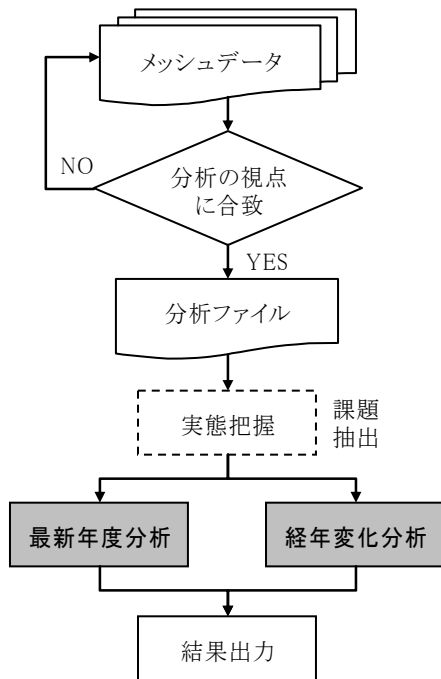 メッシュデータ
NO
分析の視点
に合致
YES
分析ファイル
実態把握
課題
抽出
最新年度分析
経年変化分析
結果出力